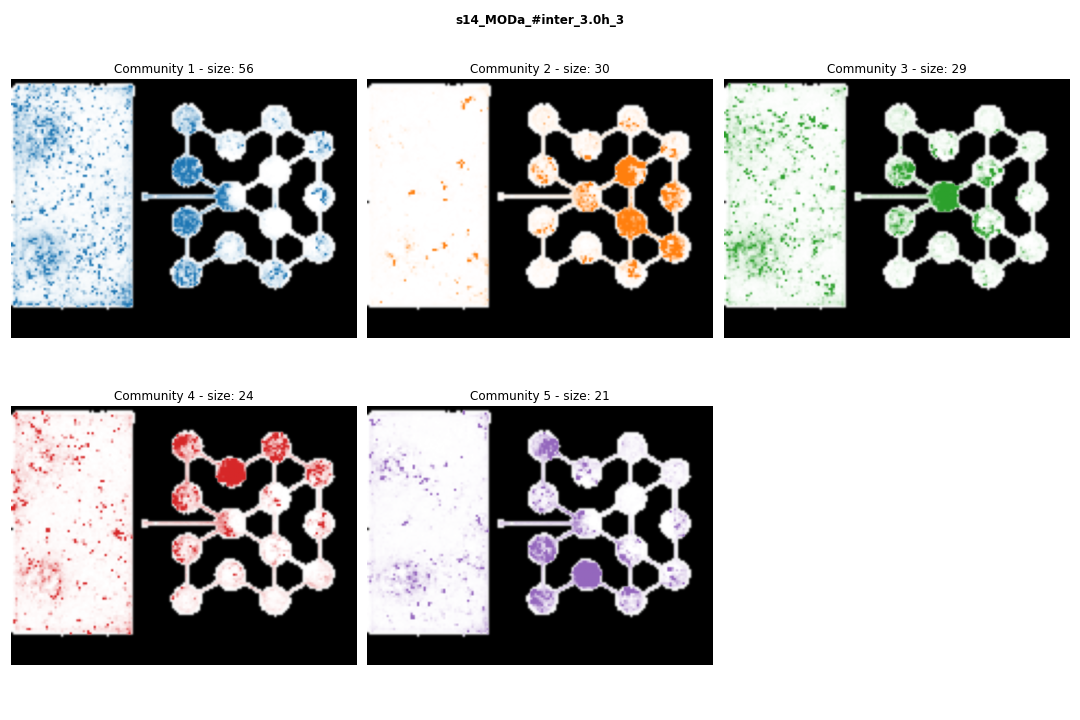 s14_MODa_#inter_3.0h_3
Community 1 - size: 56
Community 2 - size: 30
Community 3 - size: 29
Community 4 - size: 24
Community 5 - size: 21